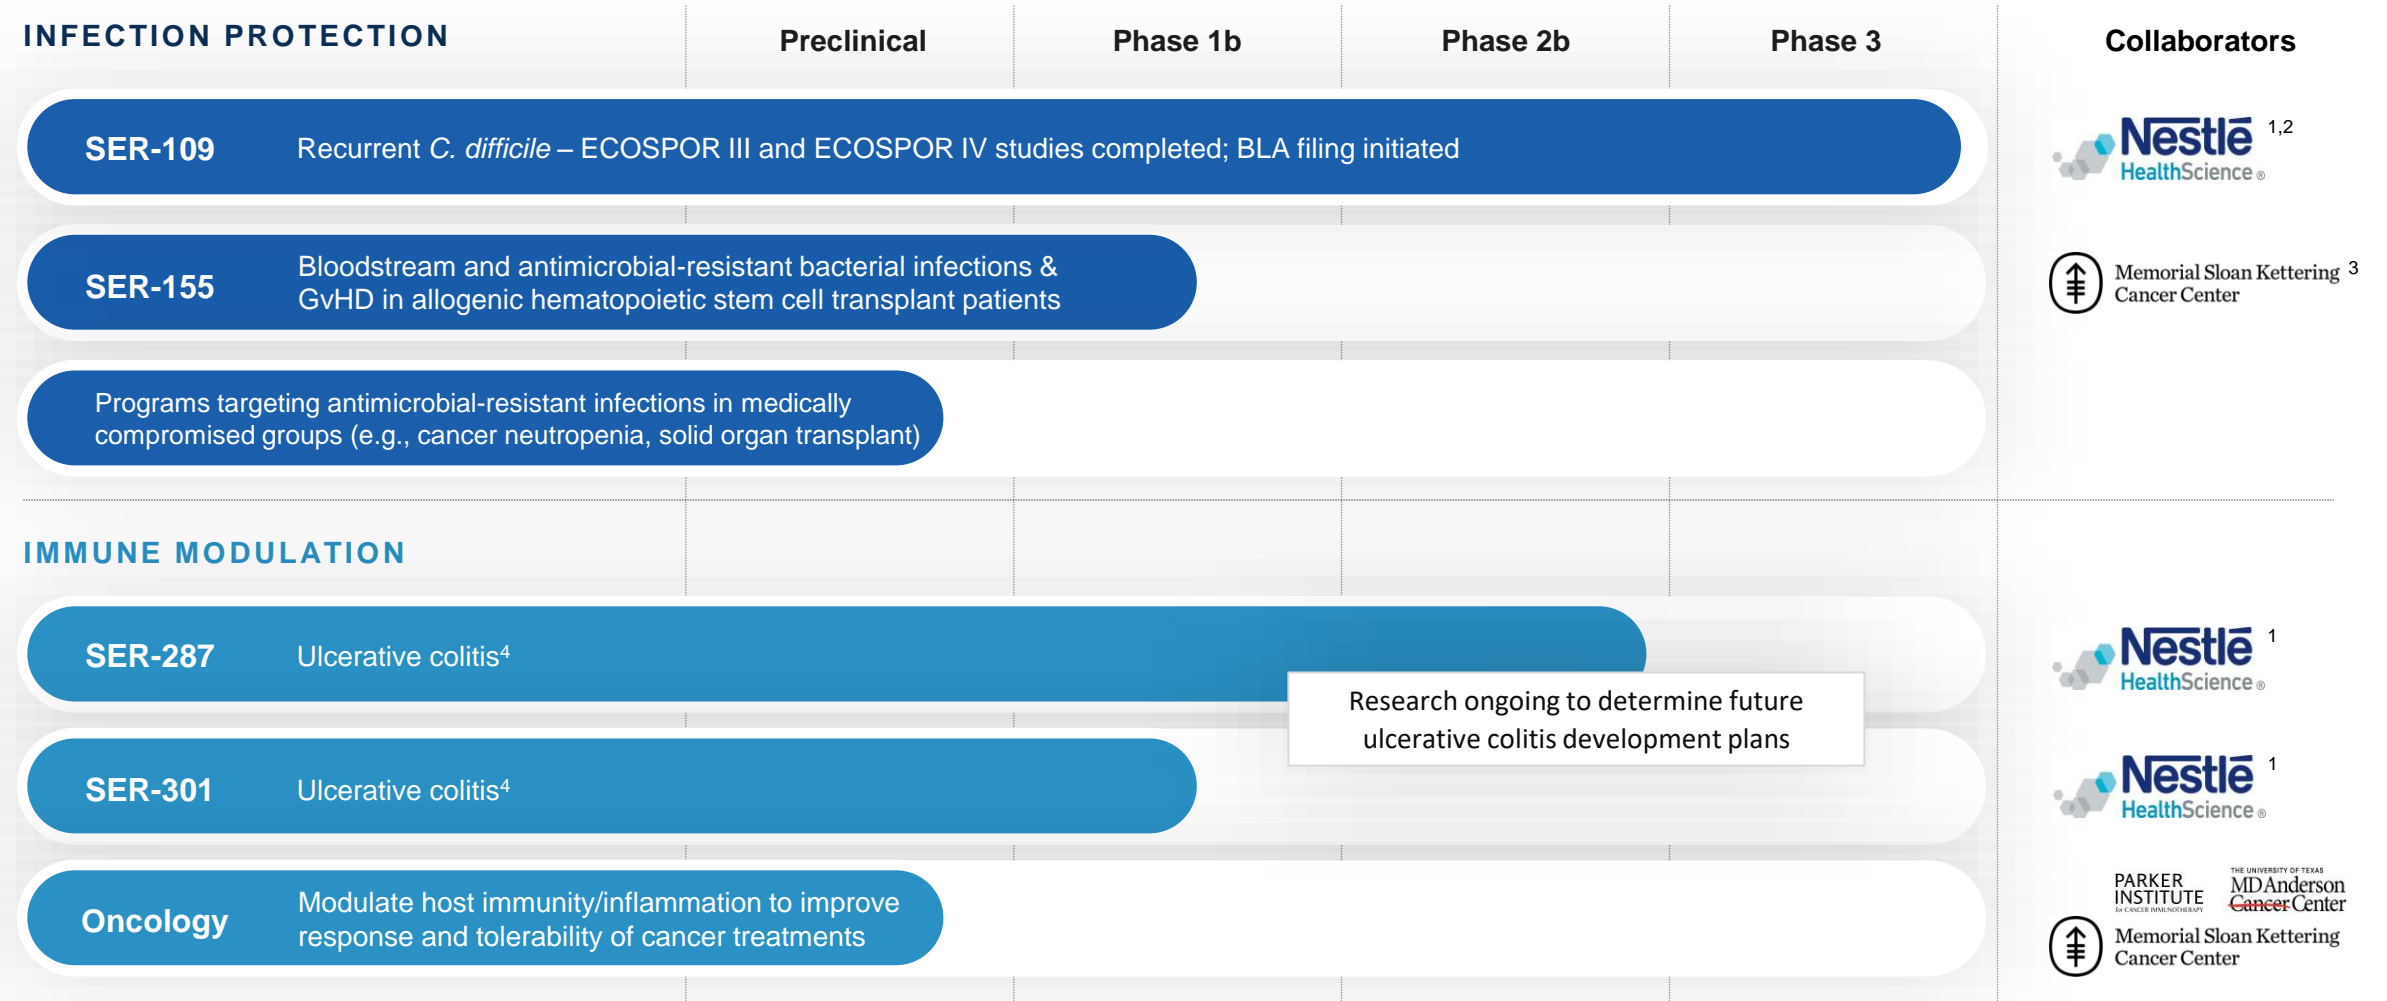 INFECTION PROTECTION
Preclinical
Phase 1b
Phase 2b
Phase 3
Collaborators
SER-109
Recurrent C. difficile – ECOSPOR III and ECOSPOR IV studies completed; BLA filing initiated
Nestlé 1,2
HealthScience ®
SER-155
Bloodstream and antimicrobial-resistant bacterial infections &
GvHD in allogenic hematopoietic stem cell transplant patients
Memorial Sloan Kettering 3
Cancer Center
Programs targeting antimicrobial-resistant infections in medically
compromised groups (e.g., cancer neutropenia, solid organ transplant)
IMMUNE MODULATION
SER-287
Ulcerative colitis4
Nestlé 1
HealthScience ®
Research ongoing to determine future
ulcerative colitis development plans
SER-301
Ulcerative colitis4
Nestlé 1
HealthScience ®
Oncology
Modulate host immunity/inflammation to improve
response and tolerability of cancer treatments
PARKER
INSTITUTE
for CANCER IMMUNOTHERAPY
THE UNIVERSITY OF TEXAS
MD Anderson
Cancer Center
Memorial Sloan Kettering
Cancer Center